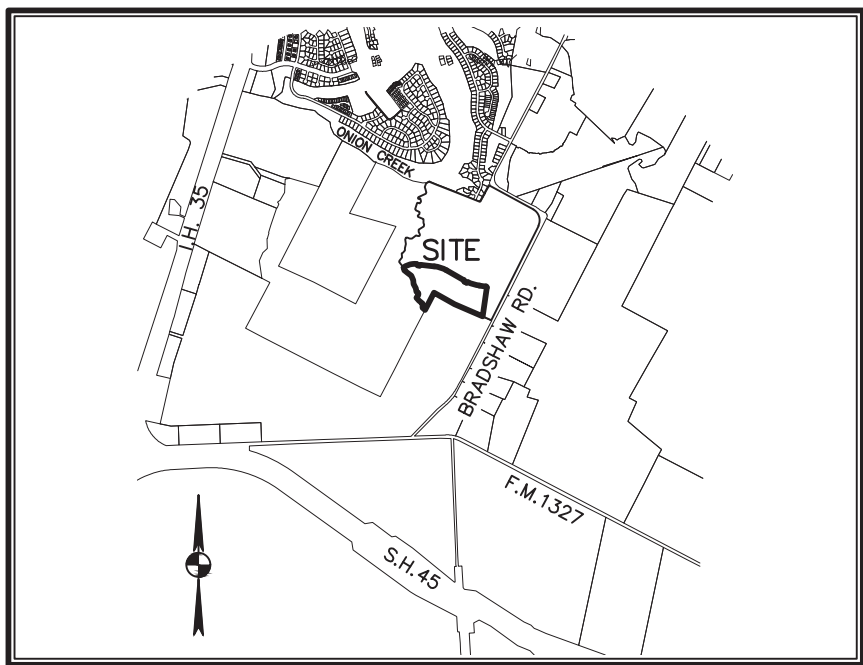 ONION CREEK
I.H. 35
SITE
BRADSHAW RD.
F.M.1327
S.H.45